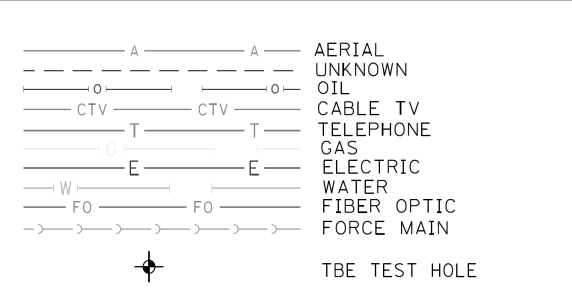 A A AERIAL
UNKNOWN
O O OIL
CTV CTV CABLE TV
T T TELEPHONE
G GAS
E E ELECTRIC
W WATER
FO FO FIBER OPTIC
FORCE MAIN
TBE TEST HOLE